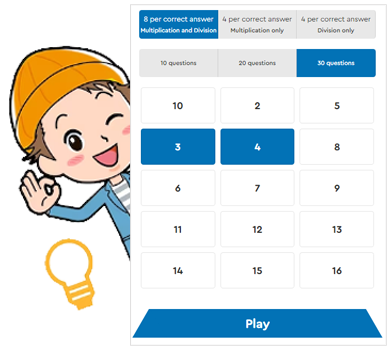 8 per correct answer 4 per correct answer 4 per correct answer
Multiplication and Division Multiplication only Division only
10 questions 20 questions 30 questions
10 2 5
3 4 8
6 7 9
11 12 13
14 15 16
Play